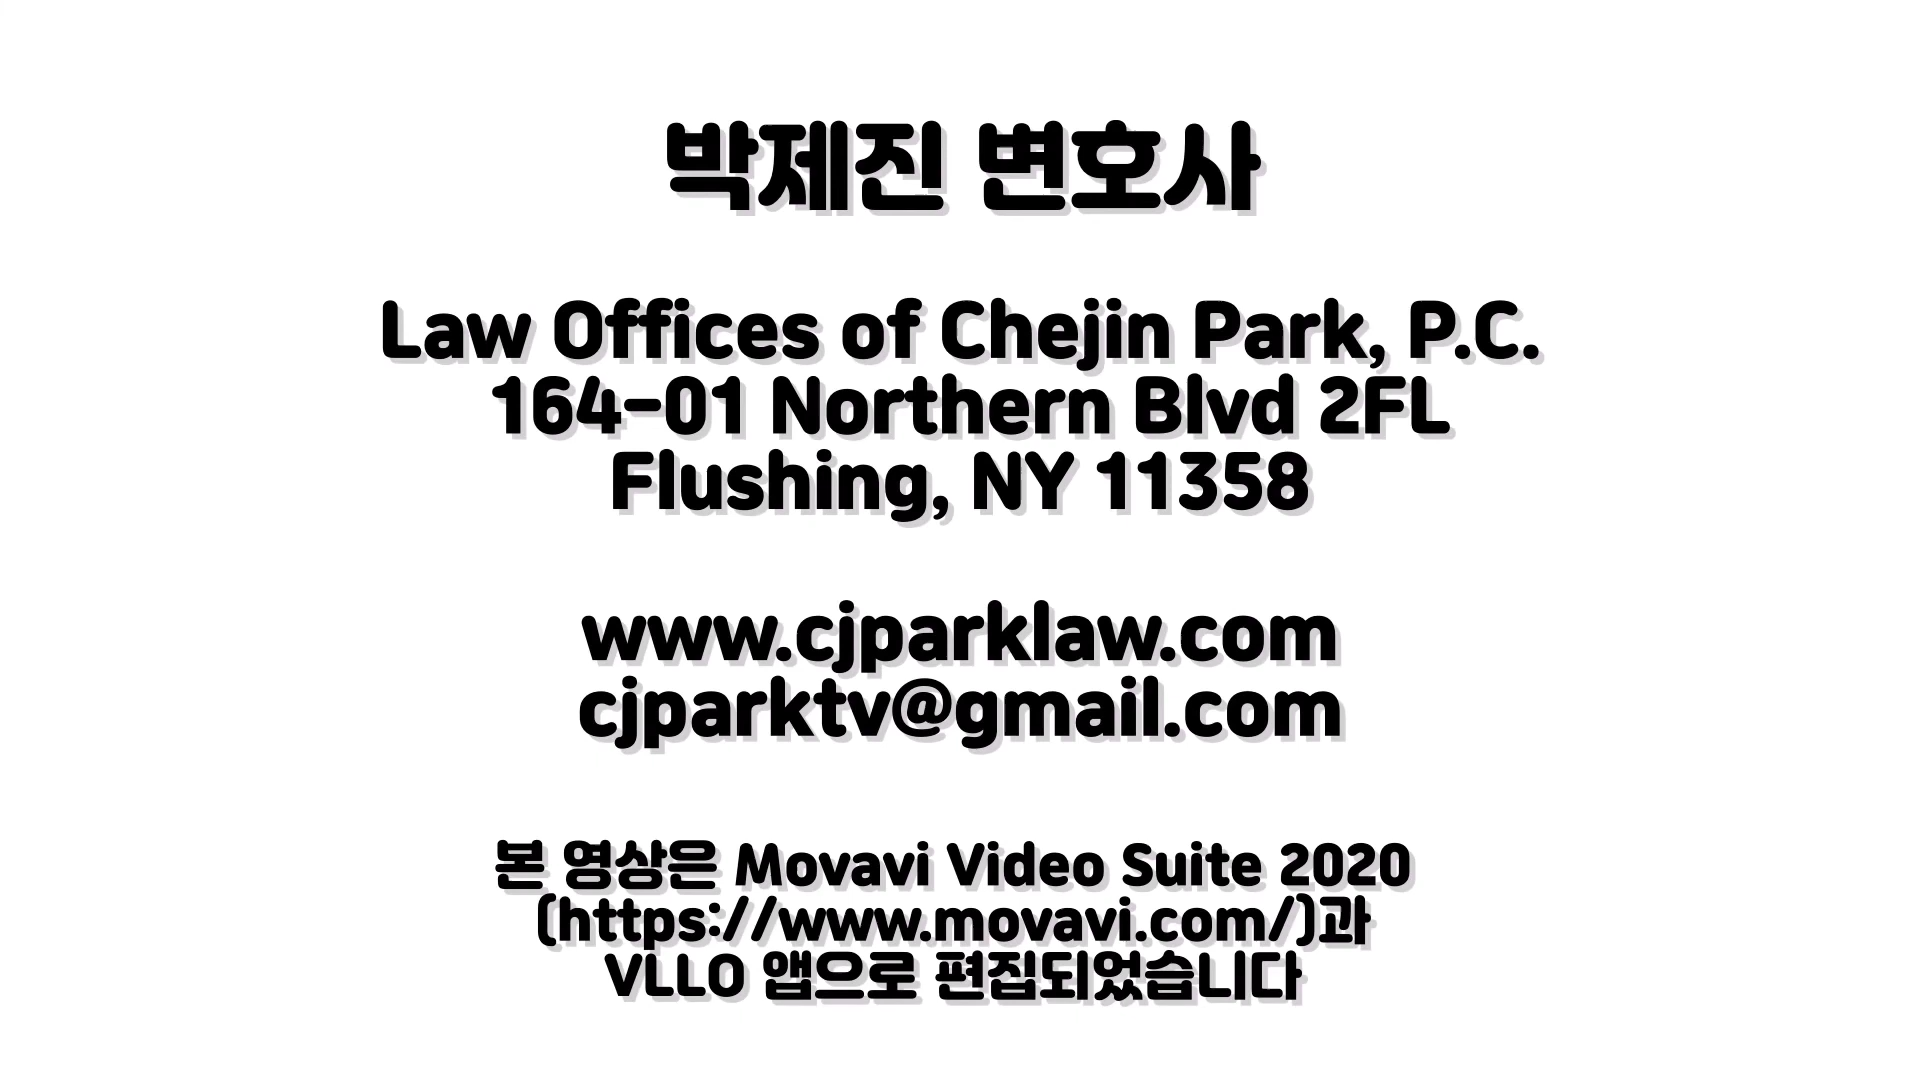 박제진 변호사
Law Offices of Chejin Park, P.C.
164-01 Northern Blvd 2FL
Flushing, NY 11358
www.cjparklaw.com
cjparktv@gmail.com
본 영상은 Movavi Video Suite 2020
(https://www.movavi.com/)과
VLLO 앱으로 편집되었습니다